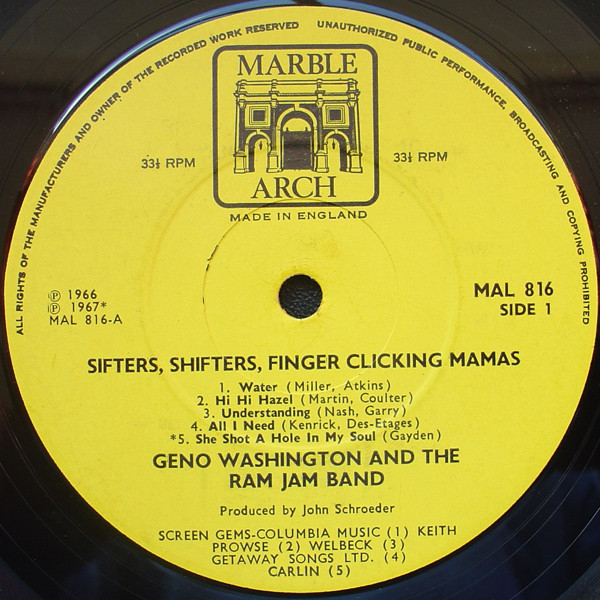 ALL RIGHTS OF THE MANUFACTURERS AND OWNER OF THE RECORDED WORK RESERVED UNAUTHORIZED PUBLIC PERFORMANCE, BROADCASTING AND COPYING PROHIBITED
MARBLE
ARCH
33⅓ RPM 33⅓ RPM
MADE IN ENGLAND
℗ 1966
℗ 1967*
MAL 816-A
MAL 816
SIDE 1
SIFTERS, SHIFTERS, FINGER CLICKING MAMAS
1. Water (Miller, Atkins)
2. Hi Hi Hazel (Martin, Coulter)
3. Understanding (Nash, Garry)
4. All I Need (Kenrick, Des-Etages)
*5. She Shot A Hole In My Soul (Gayden)
GENO WASHINGTON AND THE
RAM JAM BAND
Produced by John Schroeder
SCREEN GEMS-COLUMBIA MUSIC (1) KEITH
PROWSE (2) WELBECK (3)
GETAWAY SONGS LTD. (4)
CARLIN (5)